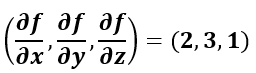 (∂f/∂x, ∂f/∂y, ∂f/∂z) = (2, 3, 1)